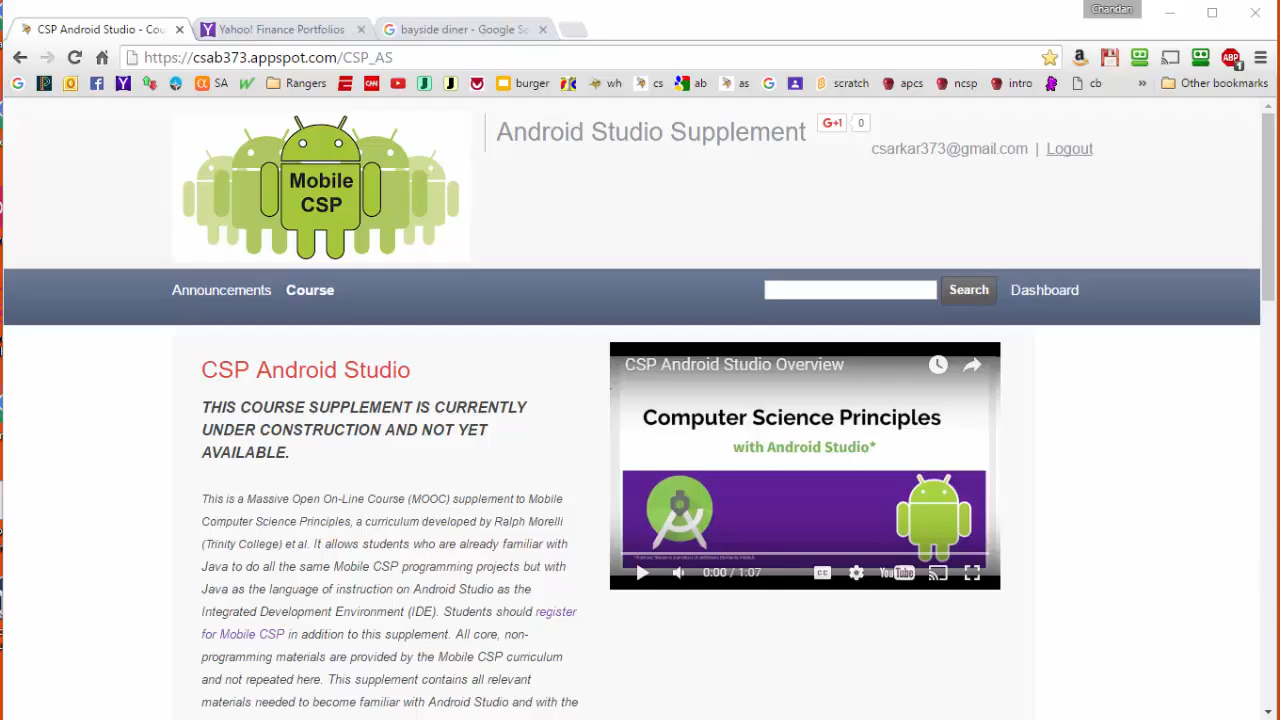 Chandan
CSP Android Studio - Cou
Yahoo! Finance Portfolios
bayside diner - Google Se
https://csab373.appspot.com/CSP_AS
ABP
1
SA
Rangers
CNN
burger
wh
cs
ab
as
scratch
apcs
ncsp
intro
cb
»
Other bookmarks
Mobile
CSP
Android Studio Supplement
G+1
0
csarkar373@gmail.com | Logout
Announcements
Course
Search
Dashboard
CSP Android Studio
THIS COURSE SUPPLEMENT IS CURRENTLY
UNDER CONSTRUCTION AND NOT YET
AVAILABLE.
This is a Massive Open On-Line Course (MOOC) supplement to Mobile
Computer Science Principles, a curriculum developed by Ralph Morelli
(Trinity College) et al. It allows students who are already familiar with
Java to do all the same Mobile CSP programming projects but with
Java as the language of instruction on Android Studio as the
Integrated Development Environment (IDE). Students should register
for Mobile CSP in addition to this supplement. All core, non-
programming materials are provided by the Mobile CSP curriculum
and not repeated here. This supplement contains all relevant
materials needed to become familiar with Android Studio and with the
CSP Android Studio Overview
Computer Science Principles
with Android Studio*
0:00 / 1:07
CC
YouTube